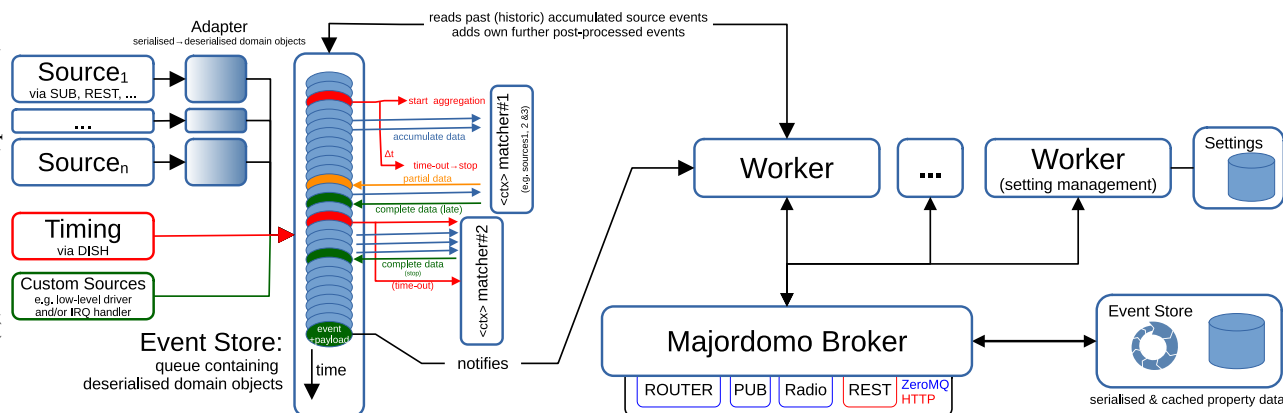 reads past (historic) accumulated source events
adds own further post-processed events
Adapter
serialised→deserialised domain objects
Source1
via SUB, REST, ...
...
Sourcen
Timing
via DISH
Custom Sources
e.g. low-level driver
and/or IRQ handler
Event Store:
queue containing
deserialised domain objects
time
event
+payload
start aggregation
accumulate data
Δt
time-out→stop
partial data
complete data (late)
<ctx> matcher#1
(e.g. sources1, 2 &3)
complete data
(stop)
(time-out)
<ctx> matcher#2
notifies
Worker
...
Worker
(setting management)
Settings
Majordomo Broker
ROUTER
PUB
Radio
REST
ZeroMQ
HTTP
Event Store
serialised & cached property data